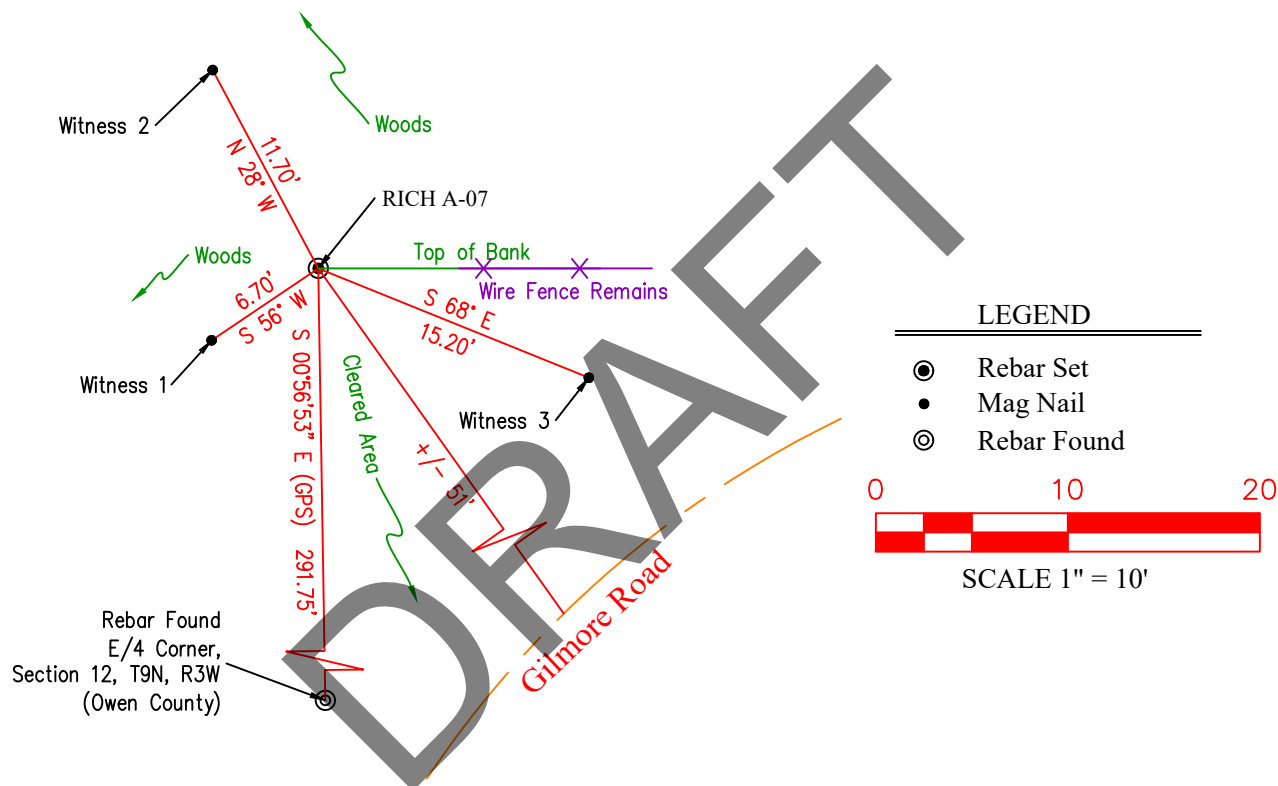 Witness 2
Woods
11.70'
N 28° W
RICH A-07
Woods
Top of Bank
Wire Fence Remains
6.70'
S 56° W
S 68° E
15.20'
Witness 1
Witness 3
S 00°56'53" E (GPS) 291.75'
Cleared Area
+/- 51'
Gilmore Road
Rebar Found
E/4 Corner,
Section 12, T9N, R3W
(Owen County)
DRAFT
LEGEND
Rebar Set
Mag Nail
Rebar Found
0 10 20
SCALE 1" = 10'